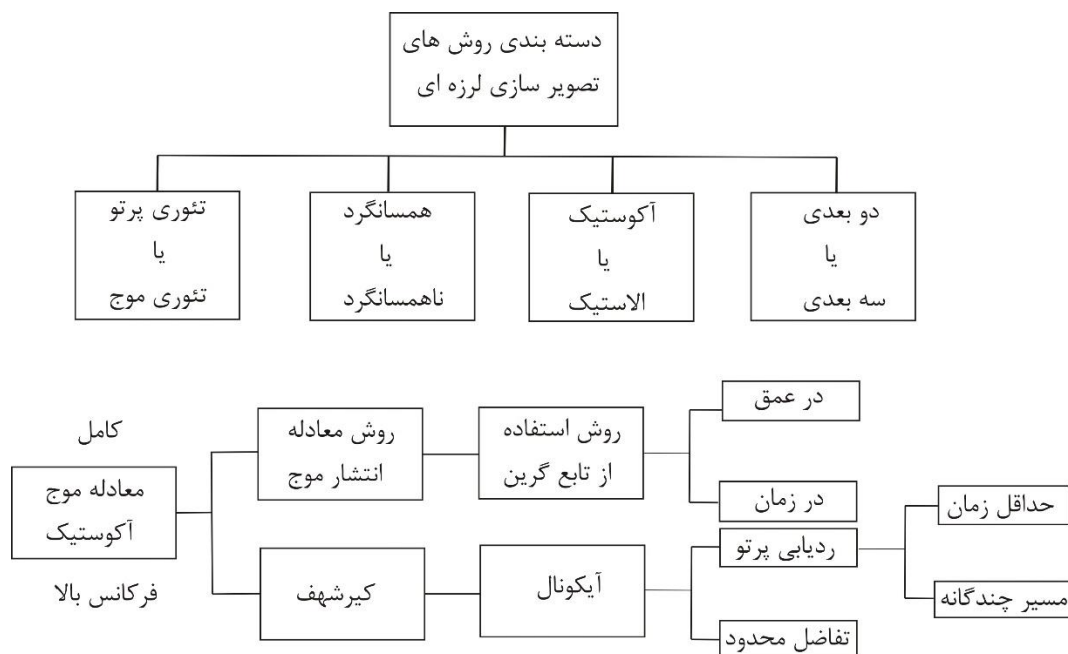 دسته بندی روش های
تصویر سازی لرزه ای
تئوری پرتو
یا
تئوری موج
همسانگرد
یا
ناهمسانگرد
آکوستیک
یا
الاستیک
دو بعدی
یا
سه بعدی
کامل
معادله موج
آکوستیک
فرکانس بالا
روش معادله
انتشار موج
کیرشهف
روش استفاده
از تابع گرین
آیکونال
در عمق
در زمان
ردیابی پرتو
تفاضل محدود
حداقل زمان
مسیر چندگانه